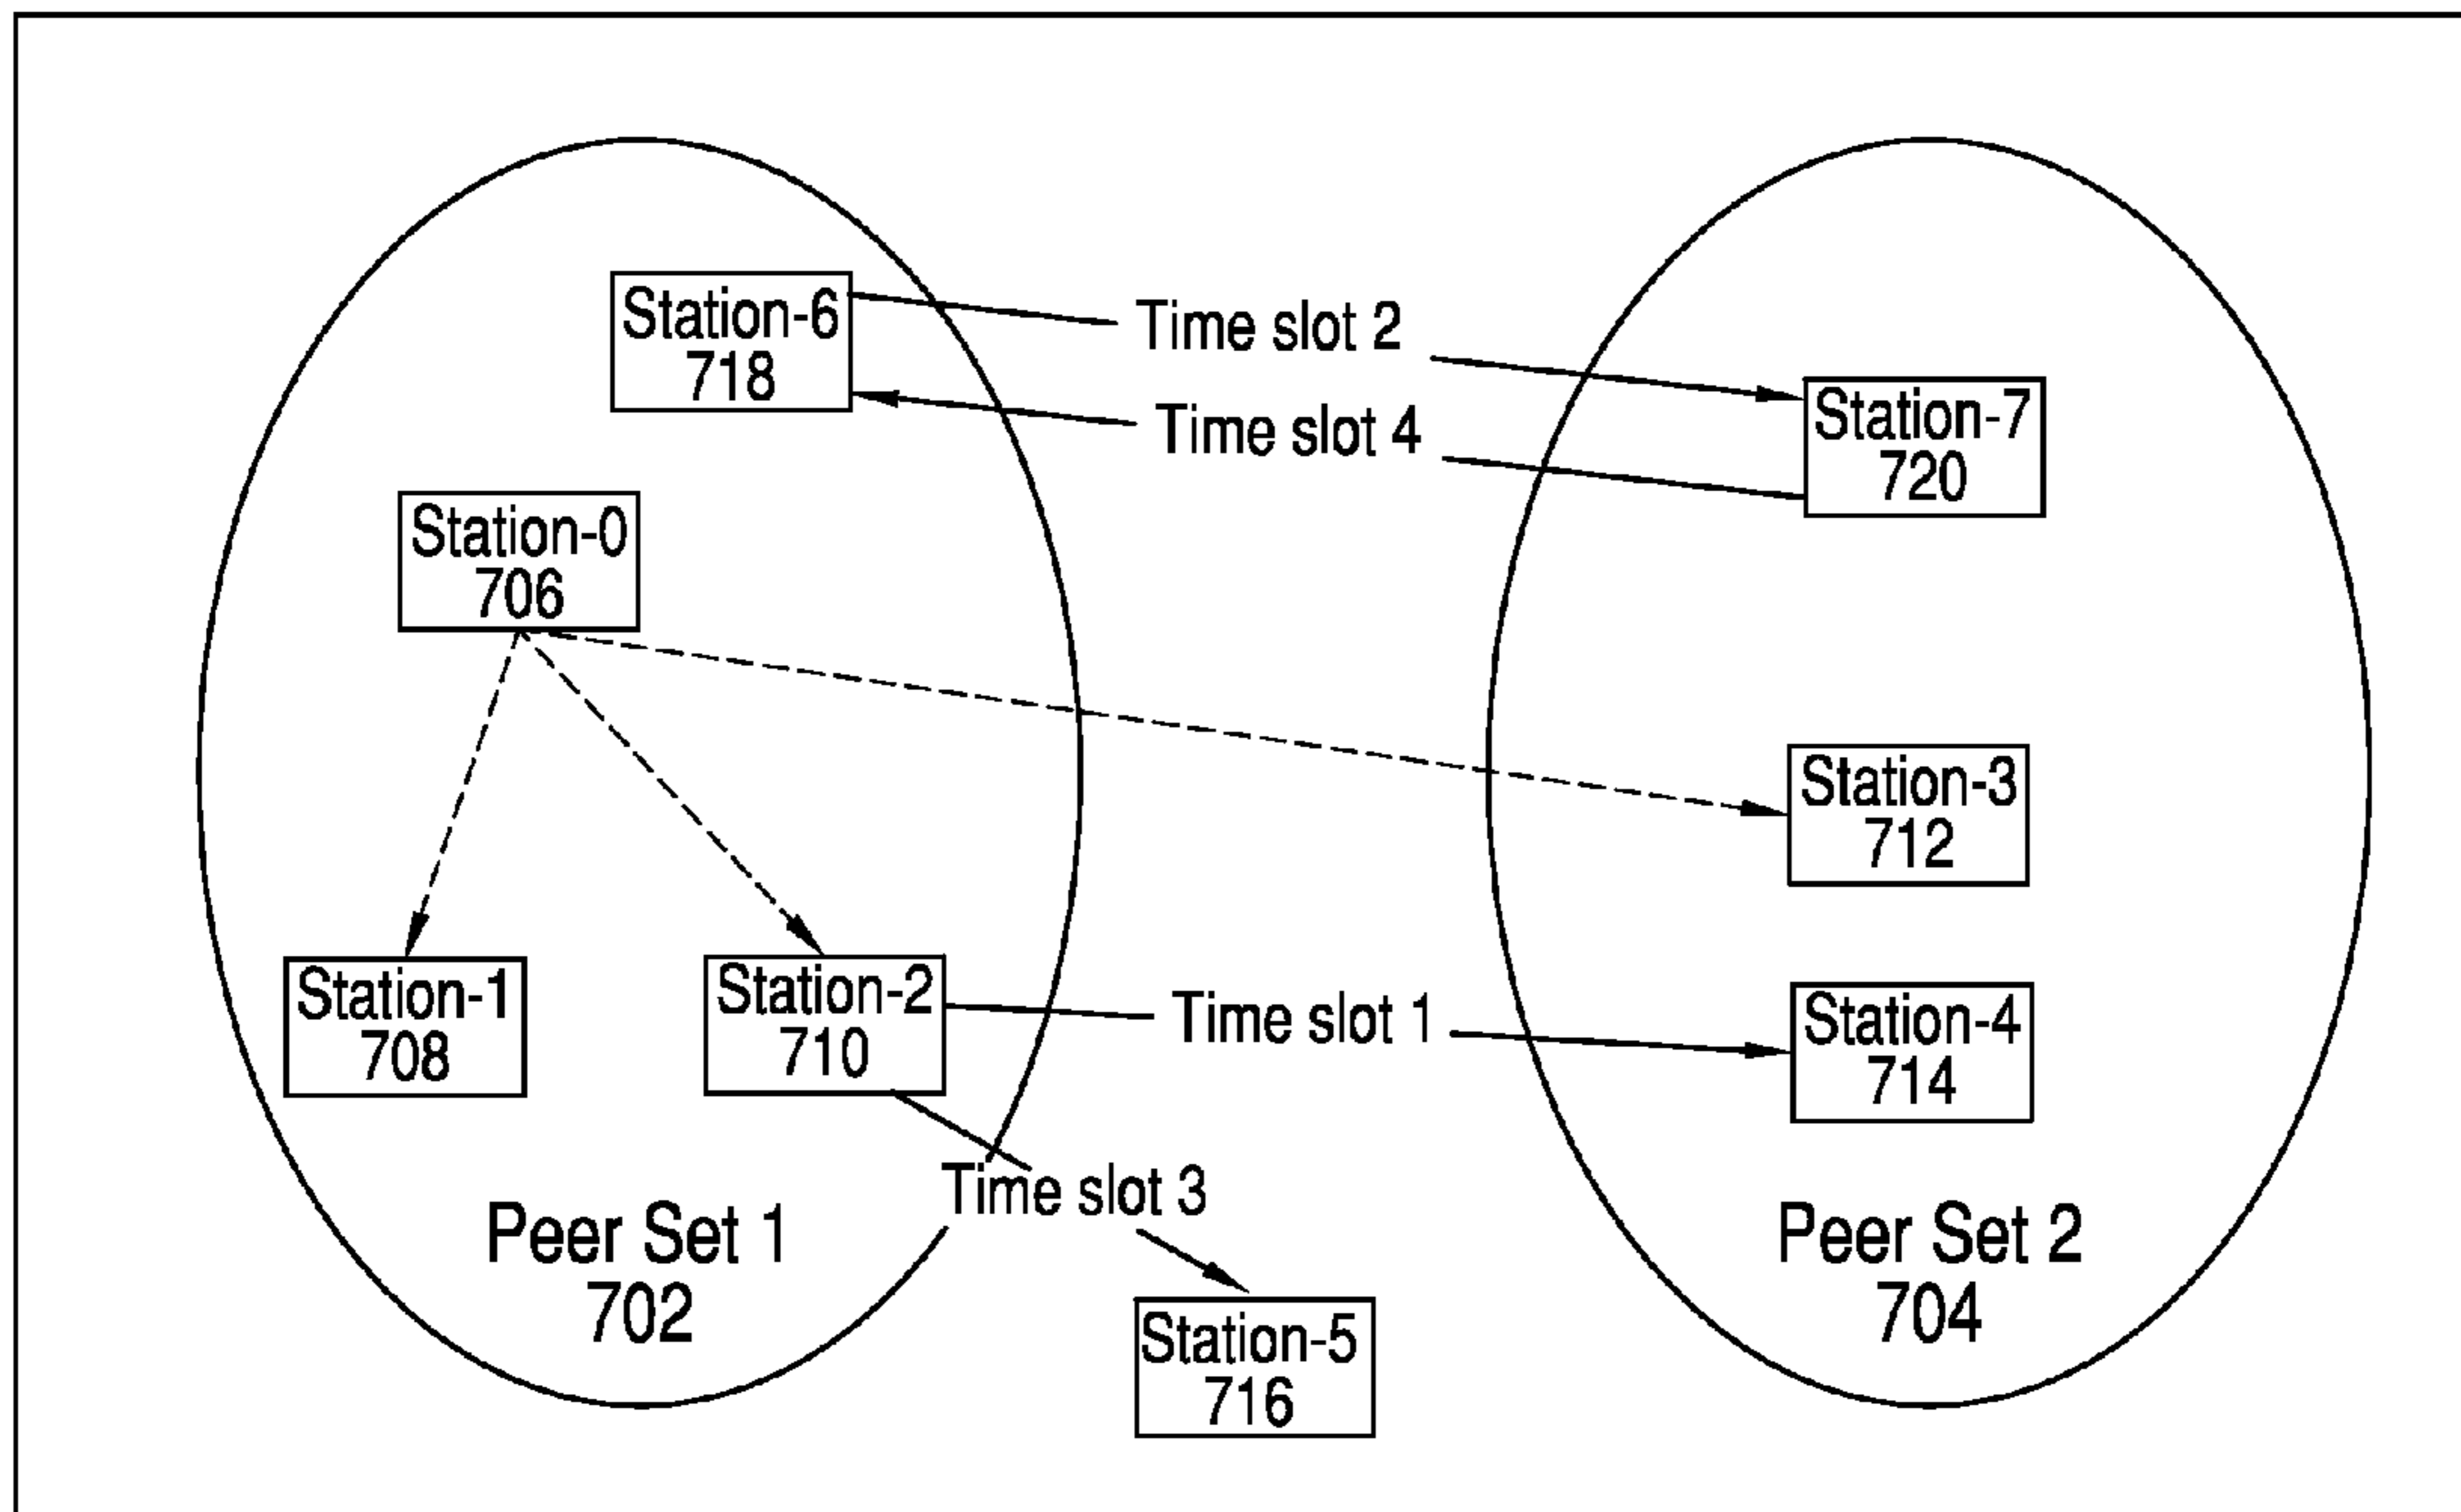 Station-6
718
Time slot 2
Time slot 4
Station-7
720
Station-0
706
Station-3
712
Station-1
708
Station-2
710
Time slot 1
Station-4
714
Time slot 3
Peer Set 1
702
Peer Set 2
704
Station-5
716